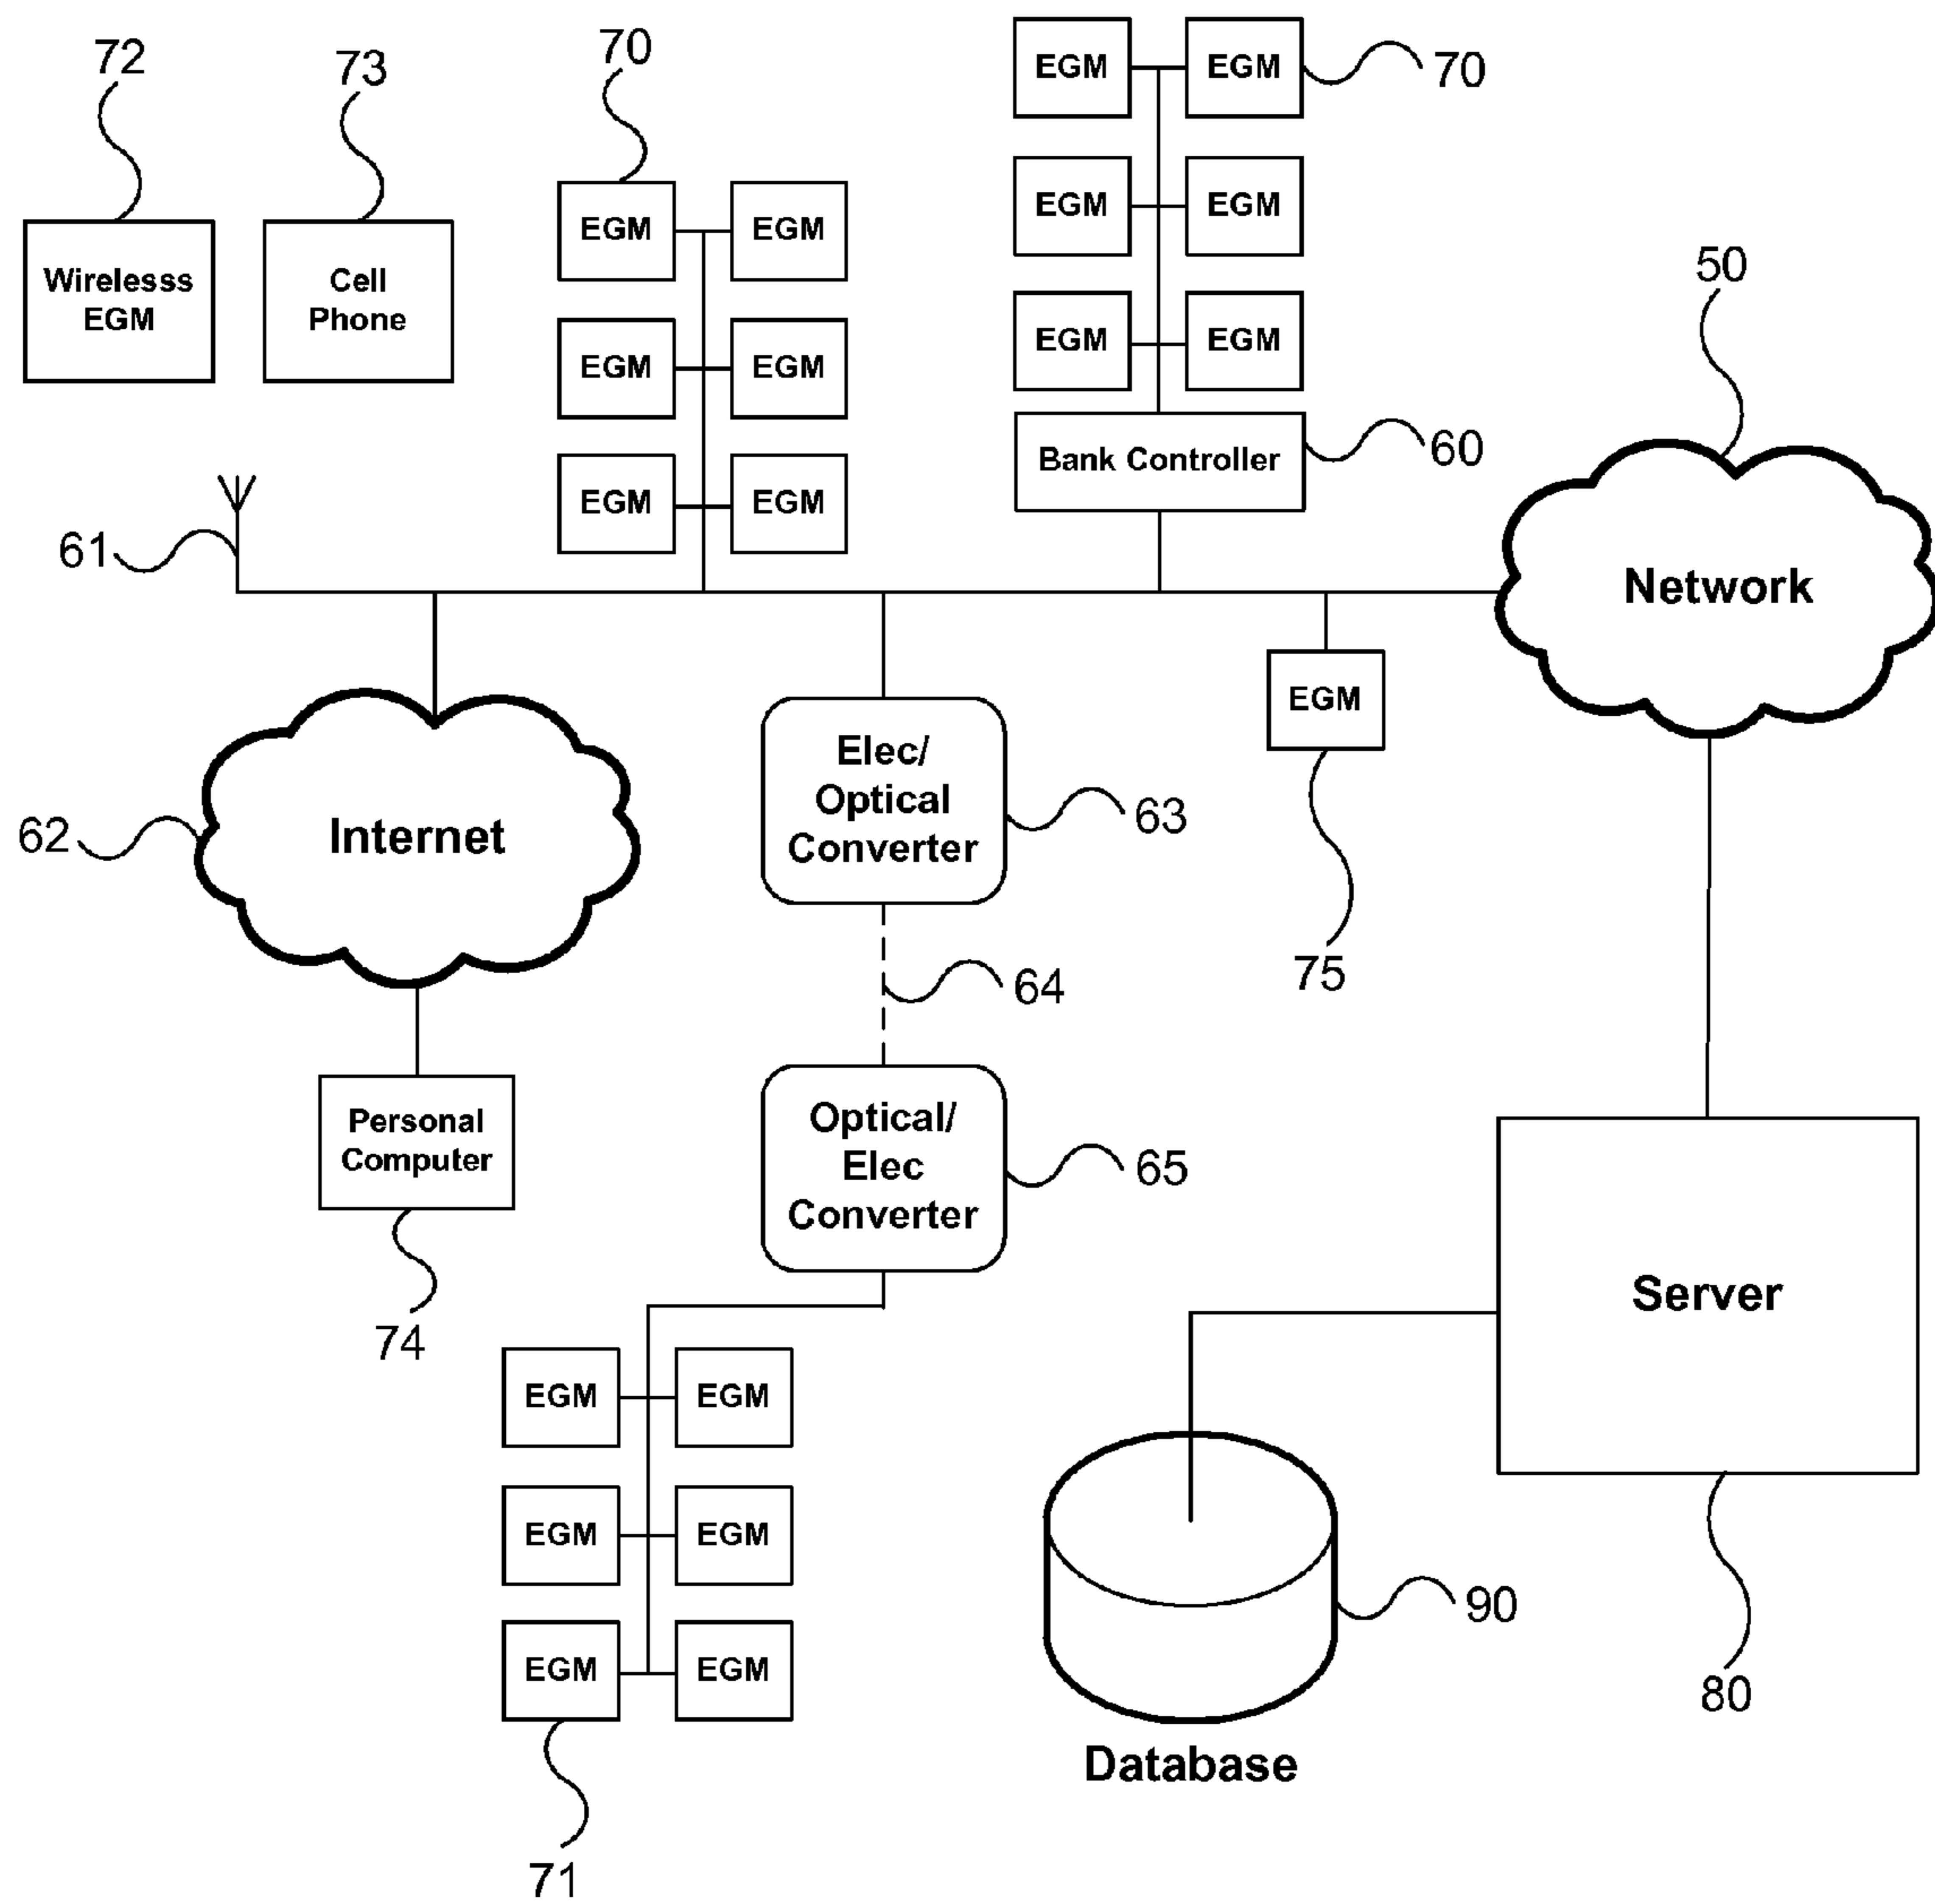 72
73
70
EGM EGM
70
Wirelesss
EGM
Cell
Phone
EGM EGM
EGM EGM
50
EGM EGM
EGM EGM
Bank Controller
60
EGM EGM
61
Network
EGM
Elec/
Optical
Converter
63
62
Internet
75
64
Personal
Computer
Optical/
Elec
Converter
65
74
Server
EGM EGM
EGM EGM
90
EGM EGM
80
Database
71